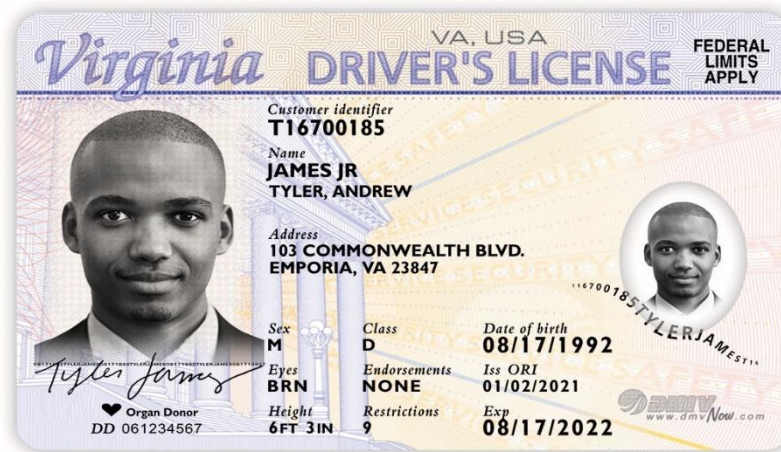 Virginia
VA, USA
DRIVER'S LICENSE
FEDERAL
LIMITS
APPLY
Customer identifier
T16700185
Name
JAMES JR
TYLER, ANDREW
Address
103 COMMONWEALTH BLVD.
EMPORIA, VA 23847
Sex Class Date of birth
M D 08/17/1992
Eyes Endorsements Iss ORI
BRN NONE 01/02/2021
Height Restrictions Exp
6FT 3IN 9 08/17/2022
Tyler James
Organ Donor
DD 061234567
DMV
www.dmvNow.com